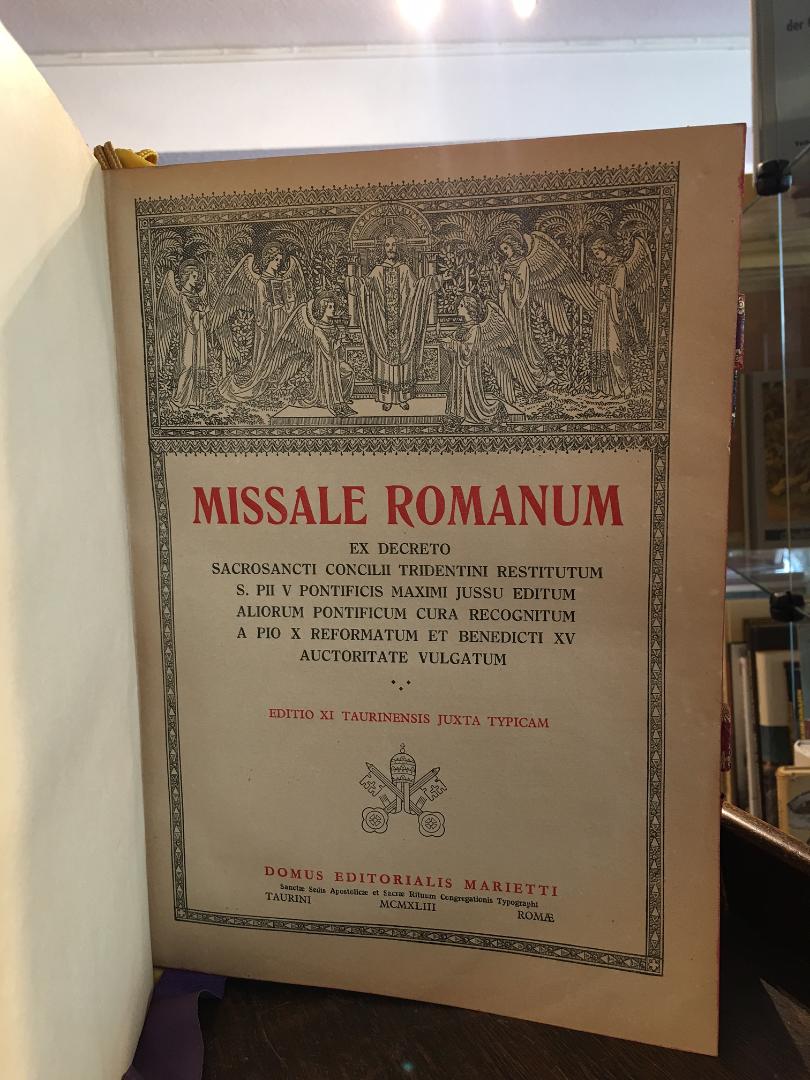 MISSALE ROMANUM
EX DECRETO
SACROSANCTI CONCILII TRIDENTINI RESTITUTUM
S. PII V PONTIFICIS MAXIMI JUSSU EDITUM
ALIORUM PONTIFICUM CURA RECOGNITUM
A PIO X REFORMATUM ET BENEDICTI XV
AUCTORITATE VULGATUM
EDITIO XI TAURINENSIS JUXTA TYPICAM
DOMUS EDITORIALIS MARIETTI
Sanctæ Sedis Apostolicæ et Sacræ Rituum Congregationis Typographi
TAURINI MCMXLIII ROMÆ
der